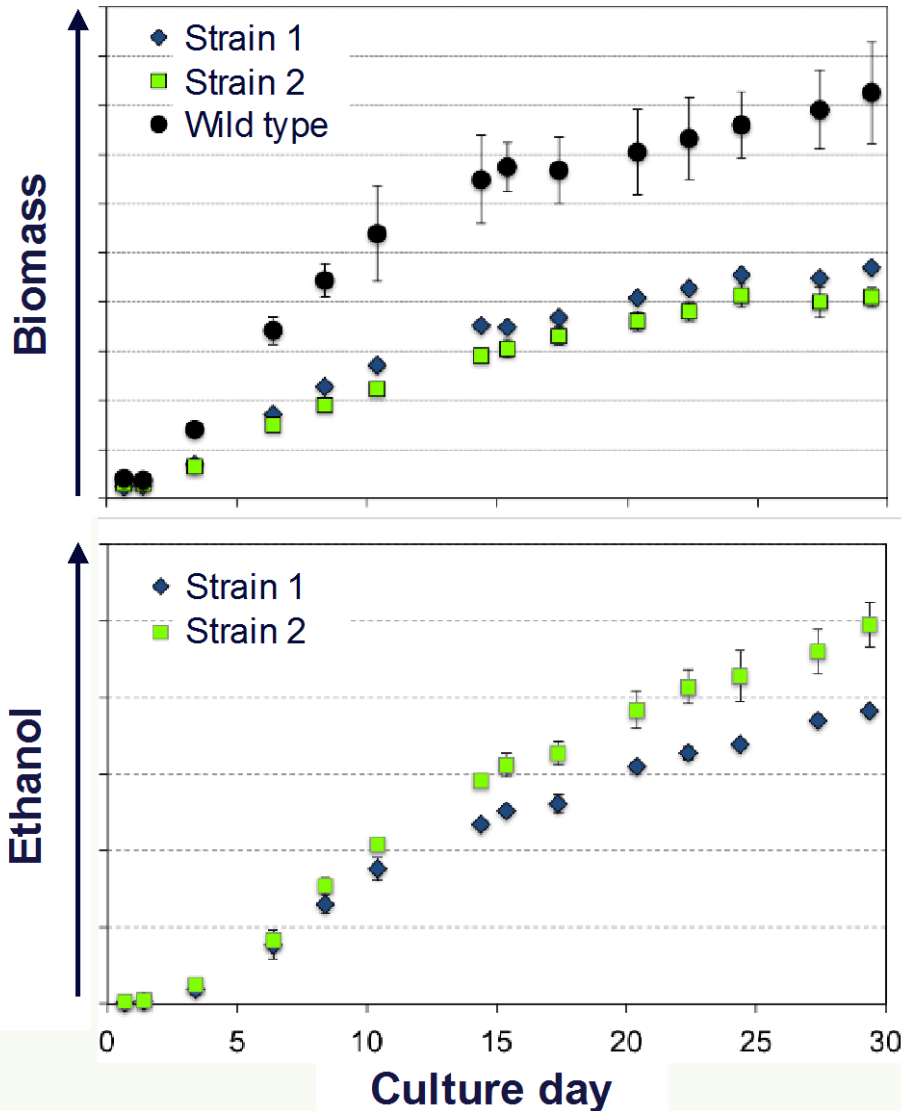 Strain 1
Strain 2
Wild type
Biomass
Strain 1
Strain 2
Ethanol
0 5 10 15 20 25 30
Culture day